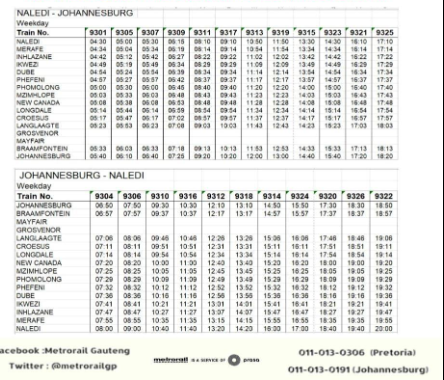 NALEDI - JOHANNESBURG
Weekday
Train No. 9301 9305 9307 9309 9311 9317 9313 9319 9315 9323 9321 9325
NALEDI 04:30 05:00 05:30 06:15 08:10 09:10 10:50 11:50 13:30 14:30 16:10 17:10
MERAFE 04:34 05:04 05:34 06:19 08:14 09:14 10:54 11:54 13:34 14:34 16:14 17:14
INHLAZANE 04:42 05:12 05:42 06:27 08:22 09:22 11:02 12:02 13:42 14:42 16:22 17:22
IKWEZI 04:49 05:19 05:49 06:34 08:29 09:29 11:09 12:09 13:49 14:49 16:29 17:29
DUBE 04:54 05:24 05:54 06:39 08:34 09:34 11:14 12:14 13:54 14:54 16:34 17:34
PHEFENI 04:57 05:27 05:57 06:42 08:37 09:37 11:17 12:17 13:57 14:57 16:37 17:37
PHOMOLONG 05:00 05:30 06:00 08:40 09:40 11:20 12:20 14:00 15:00 16:40 17:40
MZIMHLOPE 05:03 05:33 06:48 08:43 09:43 11:23 12:23 14:03 15:03 16:43 17:43
NEW CANADA 05:08 05:38 06:08 06:53 08:48 09:48 11:28 12:28 14:08 15:08 16:48 17:48
LONGDALE 05:14 05:44 06:14 06:59 08:54 09:54 11:34 12:34 14:14 15:14 16:54 17:54
CROESUS 05:17 05:47 06:17 07:02 08:57 09:57 11:37 12:37 14:17 15:17 16:57 17:57
LANGLAAGTE 05:23 05:53 06:23 07:08 09:03 10:03 11:43 12:43 14:23 15:23 17:03 18:03
GROSVENOR
MAYFAIR
BRAAMFONTEIN 05:33 06:03 06:33 07:18 09:13 10:13 11:53 12:53 14:33 15:33 17:13 18:13
JOHANNESBURG 05:40 06:10 06:40 07:25 09:20 10:20 12:00 13:00 14:40 15:40 17:20 18:20
JOHANNESBURG - NALEDI
Weekday
Train No. 9304 9306 9310 9316 9312 9318 9314 9324 9320 9326 9322
JOHANNESBURG 06:50 07:50 09:30 10:30 12:10 13:10 14:50 15:50 17:30 18:30 18:50
BRAAMFONTEIN 06:57 07:57 09:37 10:37 12:17 13:17 14:57 15:57 17:37 18:37 18:57
MAYFAIR
GROSVENOR
LANGLAAGTE 07:06 08:06 09:46 10:46 12:26 13:26 15:06 16:06 17:46 18:46 19:06
CROESUS 07:11 08:11 09:51 10:51 12:31 13:31 15:11 16:11 17:51 18:51 19:11
LONGDALE 07:14 08:14 09:54 10:54 12:34 13:34 15:14 16:14 17:54 18:54 19:14
NEW CANADA 07:20 08:20 10:00 11:00 12:40 13:40 15:20 16:20 18:00 19:00 19:20
MZIMHLOPE 07:25 08:25 10:05 11:05 12:45 13:45 15:25 16:25 18:05 19:05 19:25
PHOMOLONG 07:29 08:29 10:09 11:09 12:49 13:49 15:29 16:29 18:09 19:09 19:29
PHEFENI 07:32 08:32 10:12 11:12 12:52 13:52 15:32 16:32 18:12 19:12 19:32
DUBE 07:36 08:36 10:16 11:16 12:56 13:56 15:36 16:36 18:16 19:16 19:36
IKWEZI 07:41 08:41 10:21 11:21 13:01 14:01 15:41 16:41 18:21 19:21 19:41
INHLAZANE 07:47 08:47 10:27 11:27 13:07 14:07 15:47 16:47 18:27 19:27 19:47
MERAFE 07:55 08:55 10:35 11:35 13:15 14:15 15:55 16:55 18:35 19:35 19:55
NALEDI 08:00 09:00 10:40 11:40 13:20 14:20 16:00 17:00 18:40 19:40 20:00
acebook :Metrorail Gauteng
Twitter : @metrorailgp
metrorail IS A SERVICE OF prasa
011-013-0306 (Pretoria)
011-013-0191 (Johannesburg)